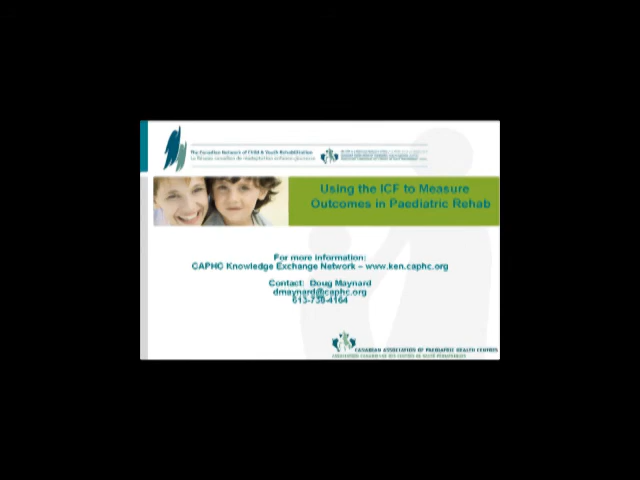 The Canadian Network of Child & Youth Rehabilitation
Le Réseau canadien de réadaptation enfance-jeunesse
Using the ICF to Measure
Outcomes in Paediatric Rehab
For more information:
CAPHC Knowledge Exchange Network – www.ken.caphc.org
Contact: Doug Maynard
dmaynard@caphc.org
613-738-4164
CANADIAN ASSOCIATION OF PAEDIATRIC HEALTH CENTRES